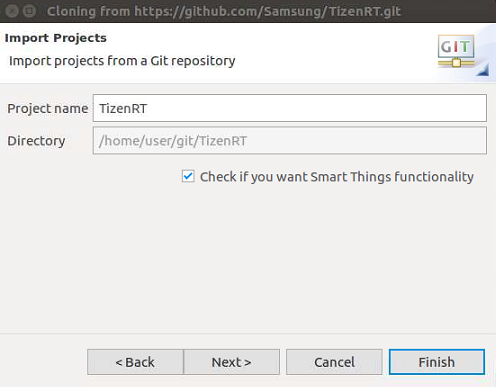 Cloning from https://github.com/Samsung/TizenRT.git
Import Projects
Import projects from a Git repository
GIT
Project name TizenRT
Directory /home/user/git/TizenRT
Check if you want Smart Things functionality
< Back Next > Cancel Finish